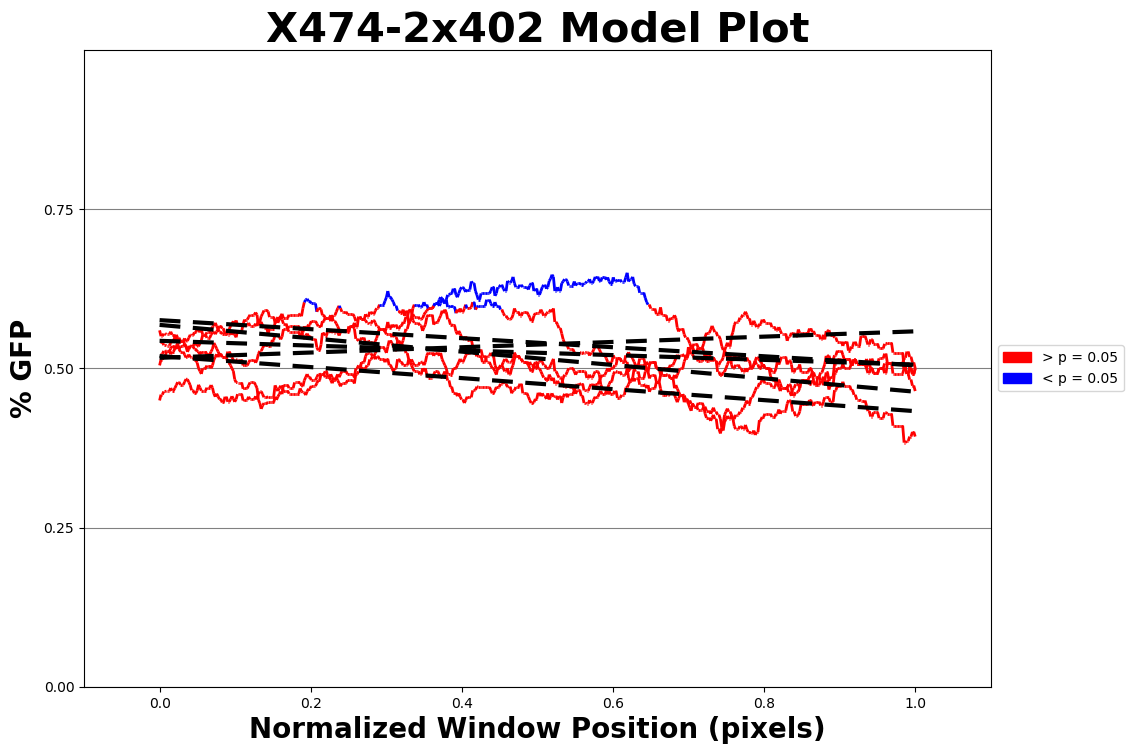 X474-2x402 Model Plot
% GFP
0.75
0.50
0.25
0.00
0.0 0.2 0.4 0.6 0.8 1.0
Normalized Window Position (pixels)
> p = 0.05
< p = 0.05